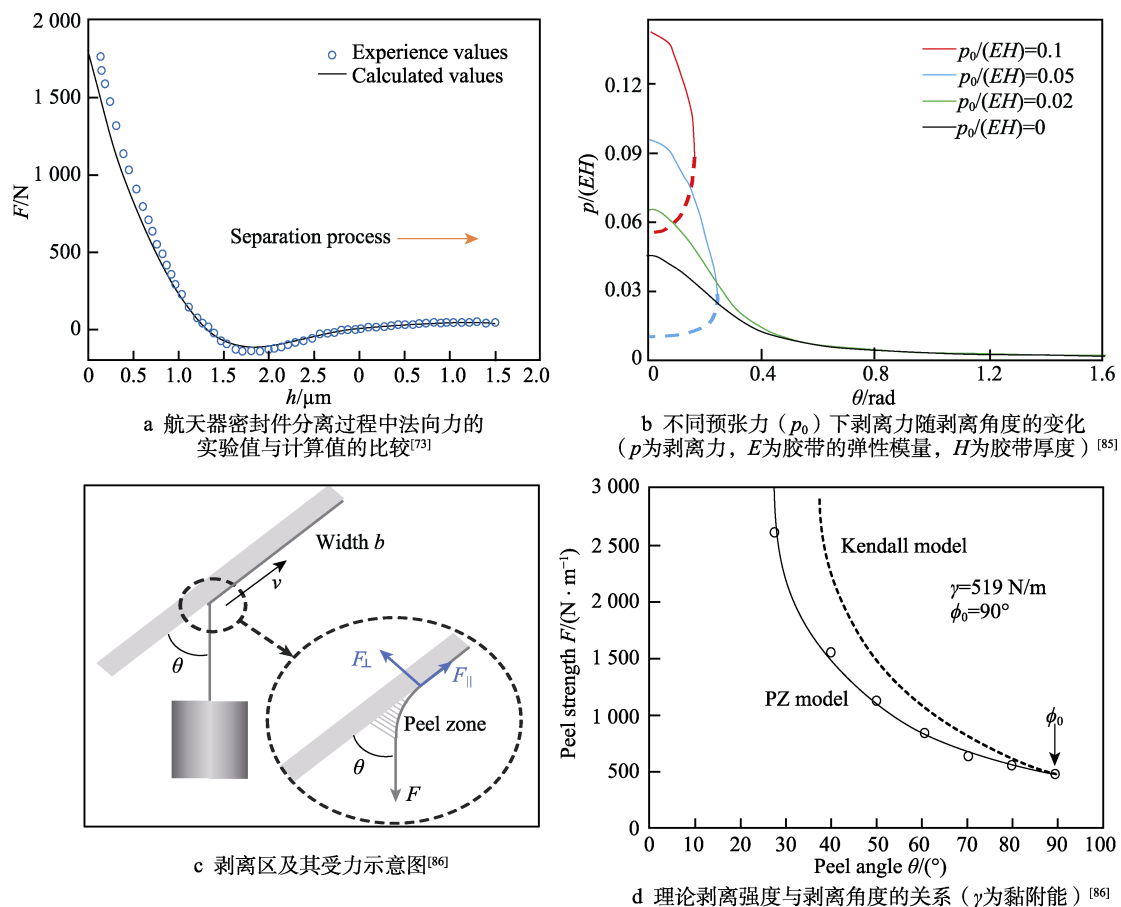 2 000
1 500
1 000
500
0
F/N
Experience values
Calculated values
Separation process
0 0.5 1.0 1.5 2.0 0 0.5 1.0 1.5 2.0
h/μm
a 航天器密封件分离过程中法向力的
实验值与计算值的比较[73]
0.12
0.09
0.06
0.03
0
p/(EH)
p₀/(EH)=0.1
p₀/(EH)=0.05
p₀/(EH)=0.02
p₀/(EH)=0
0 0.4 0.8 1.2 1.6
θ/rad
b 不同预张力（p₀）下剥离力随剥离角度的变化
（p为剥离力，E为胶带的弹性模量，H为胶带厚度）[85]
Width b
v
θ
F⊥
F∥
Peel zone
θ
F
c 剥离区及其受力示意图[86]
3 000
2 500
1 500
1 000
500
0
Peel strength F/(N · m⁻¹)
Kendall model
γ=519 N/m
ϕ₀=90°
PZ model
ϕ₀
0 10 20 30 40 50 60 70 80 90 100
Peel angle θ/(°)
d 理论剥离强度与剥离角度的关系（γ为黏附能）[86]